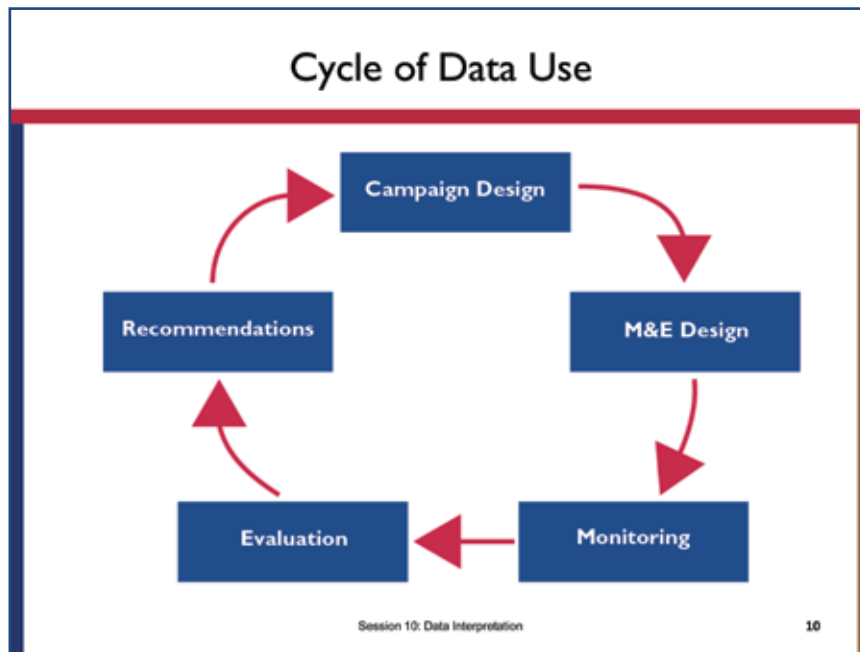 Cycle of Data Use
Campaign Design
Recommendations
M&E Design
Evaluation
Monitoring
Session 10: Data Interpretation
10